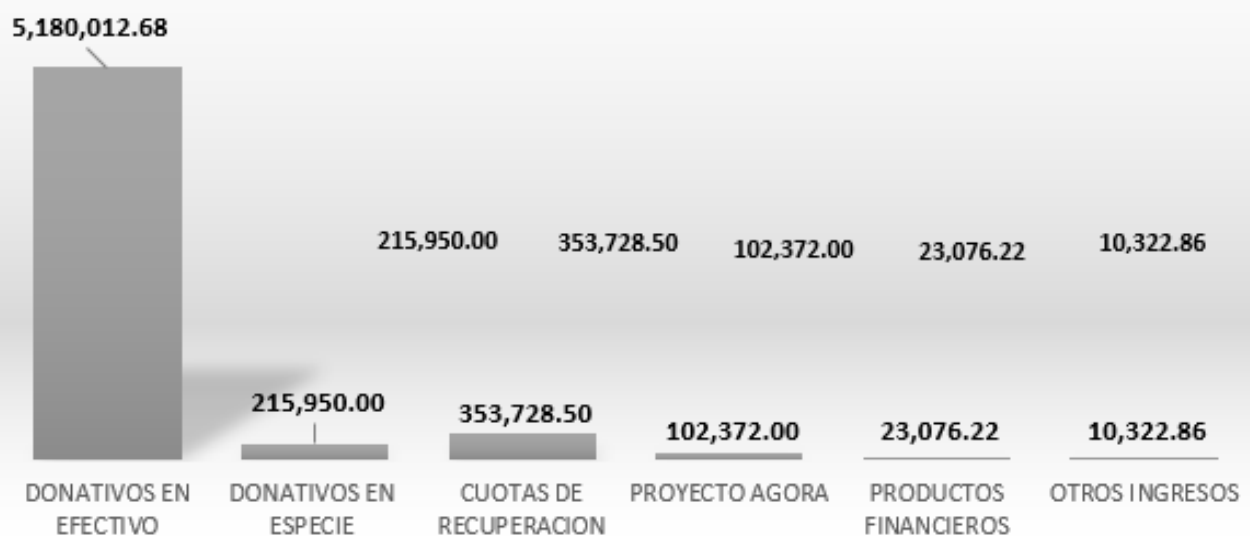 5,180,012.68
215,950.00
353,728.50
102,372.00
23,076.22
10,322.86
215,950.00
353,728.50
102,372.00
23,076.22
10,322.86
DONATIVOS EN
EFECTIVO
DONATIVOS EN
ESPECIE
CUOTAS DE
RECUPERACION
PROYECTO AGORA
PRODUCTOS
FINANCIEROS
OTROS INGRESOS